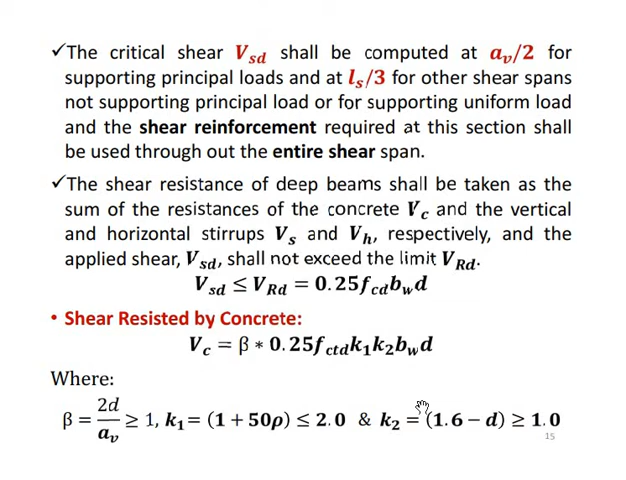 ✓The critical shear V_sd shall be computed at a_v/2 for
supporting principal loads and at l_s/3 for other shear spans
not supporting principal load or for supporting uniform load
and the shear reinforcement required at this section shall
be used through out the entire shear span.
✓The shear resistance of deep beams shall be taken as the
sum of the resistances of the concrete V_c and the vertical
and horizontal stirrups V_s and V_h, respectively, and the
applied shear, V_sd, shall not exceed the limit V_Rd.
V_sd ≤ V_Rd = 0.25f_cd b_w d
• Shear Resisted by Concrete:
V_c = β * 0.25f_ctd k_1 k_2 b_w d
Where:
β = 2d/a_v ≥ 1, k_1 = (1 + 50ρ) ≤ 2.0 & k_2 = (1.6 − d) ≥ 1.0
15